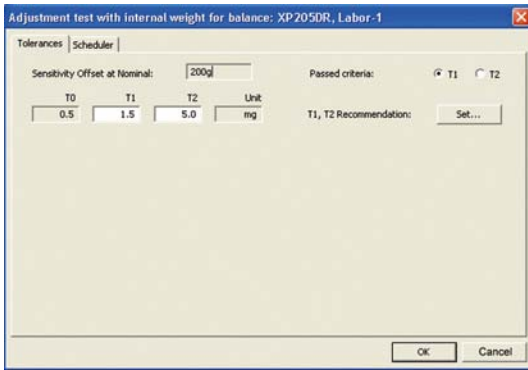 Adjustment test with internal weight for balance: XP205DR, Labor-1
Tolerances Scheduler
Sensitivity Offset at Nominal: 200g Passed criteria: T1 T2
T0 T1 T2 Unit
0.5 1.5 5.0 mg T1, T2 Recommendation: Set...
OK Cancel